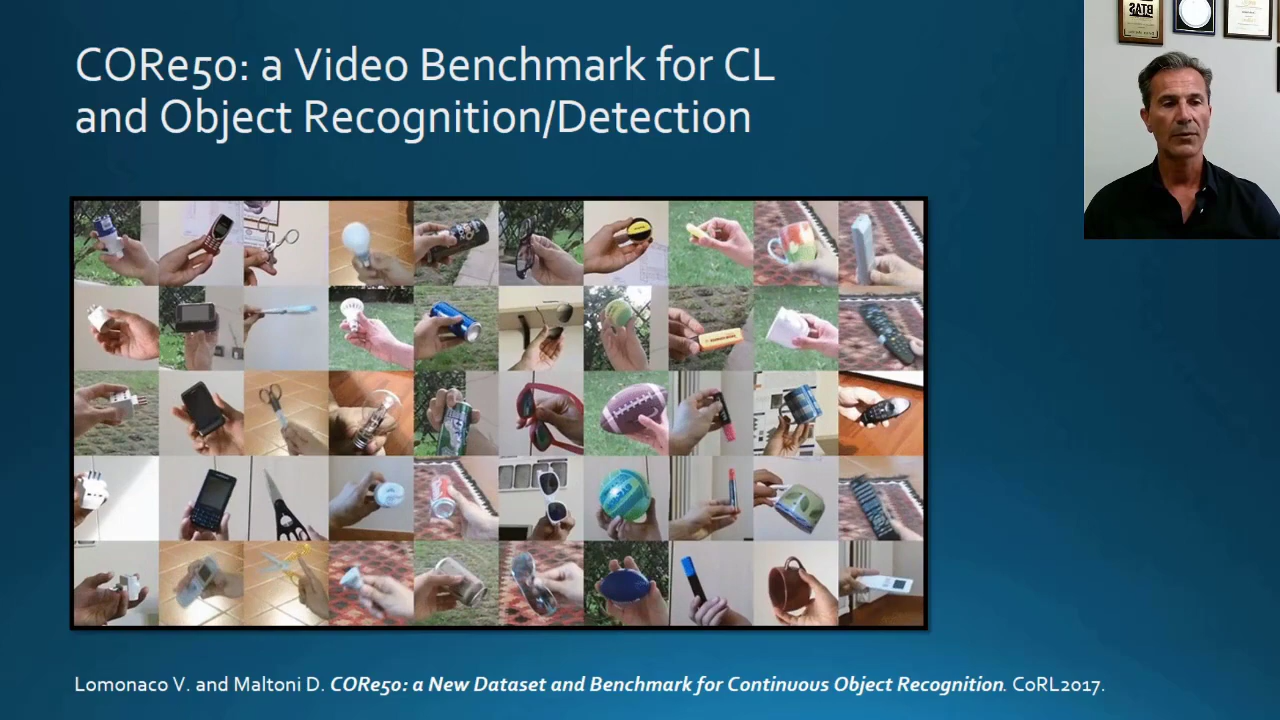 CORe50: a Video Benchmark for CL
and Object Recognition/Detection
BTAS
Lomonaco V. and Maltoni D. CORe50: a New Dataset and Benchmark for Continuous Object Recognition. CoRL2017.